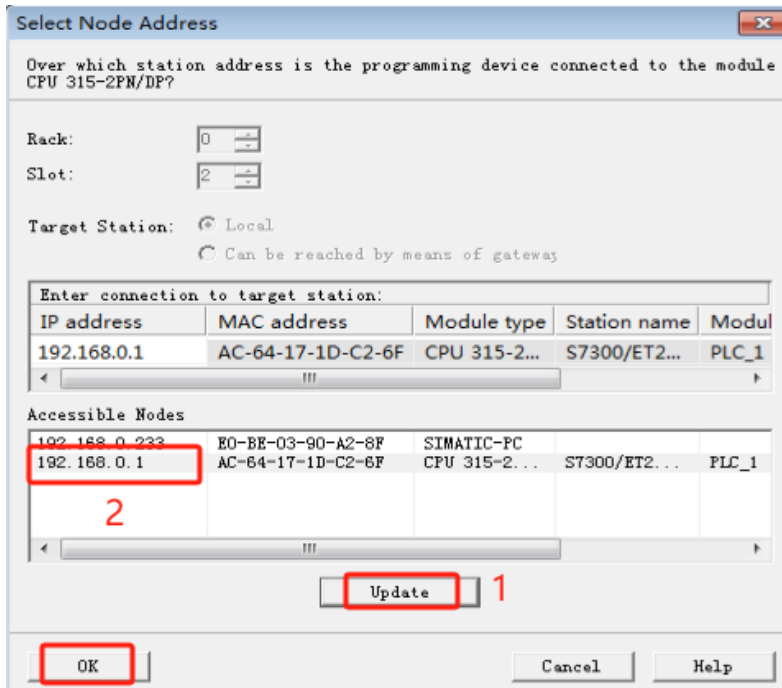 Select Node Address
Over which station address is the programming device connected to the module
CPU 315-2PN/DP?
Rack: 0
Slot: 2
Target Station: Local
Can be reached by means of gateway
Enter connection to target station:
IP address MAC address Module type Station name Modul
192.168.0.1 AC-64-17-1D-C2-6F CPU 315-2... S7300/ET2... PLC_1
Accessible Nodes
192.168.0.233 E0-BE-03-90-A2-8F SIMATIC-PC
192.168.0.1 AC-64-17-1D-C2-6F CPU 315-2... S7300/ET2... PLC_1
2
Update 1
OK Cancel Help